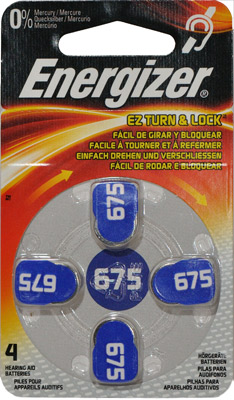 0% Mercury / Mercure
Quecksilber / Mercurio
Mercúrio
Energizer
EZ TURN & LOCK
FÁCIL DE GIRAR Y BLOQUEAR
FACILE À TOURNER ET À REFERMER
EINFACH DREHEN UND VERSCHLIESSEN
FÁCIL DE RODAR E BLOQUEAR
675
675
675
675
675
4
HEARING AID
BATTERIES
PILES POUR
APPAREILS AUDITIFS
HÖRGERÄT-
BATTERIEN
PILAS PARA
AUDÍFONOS
PILHAS PARA
APARELHOS AUDITIVOS